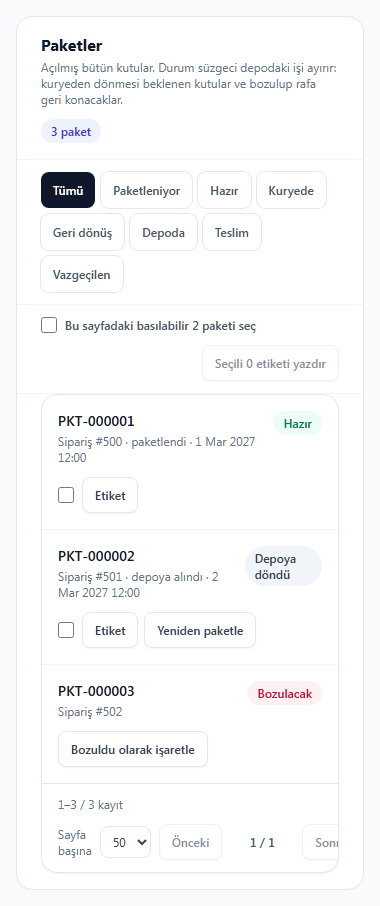 Paketler
Açılmış bütün kutular. Durum süzgeci depodaki işi ayırır:
kuryeden dönmesi beklenen kutular ve bozulup rafa
geri konacaklar.
3 paket
Tümü Paketleniyor Hazır Kuryede
Geri dönüş Depoda Teslim
Vazgeçilen
Bu sayfadaki basılabilir 2 paketi seç
Seçili 0 etiketi yazdır
PKT-000001 Hazır
Sipariş #500 · paketlendi · 1 Mar 2027
12:00
Etiket
PKT-000002 Depoya
döndü
Sipariş #501 · depoya alındı · 2
Mar 2027 12:00
Etiket Yeniden paketle
PKT-000003 Bozulacak
Sipariş #502
Bozuldu olarak işaretle
1–3 / 3 kayıt
Sayfa
başına 50 Önceki 1 / 1